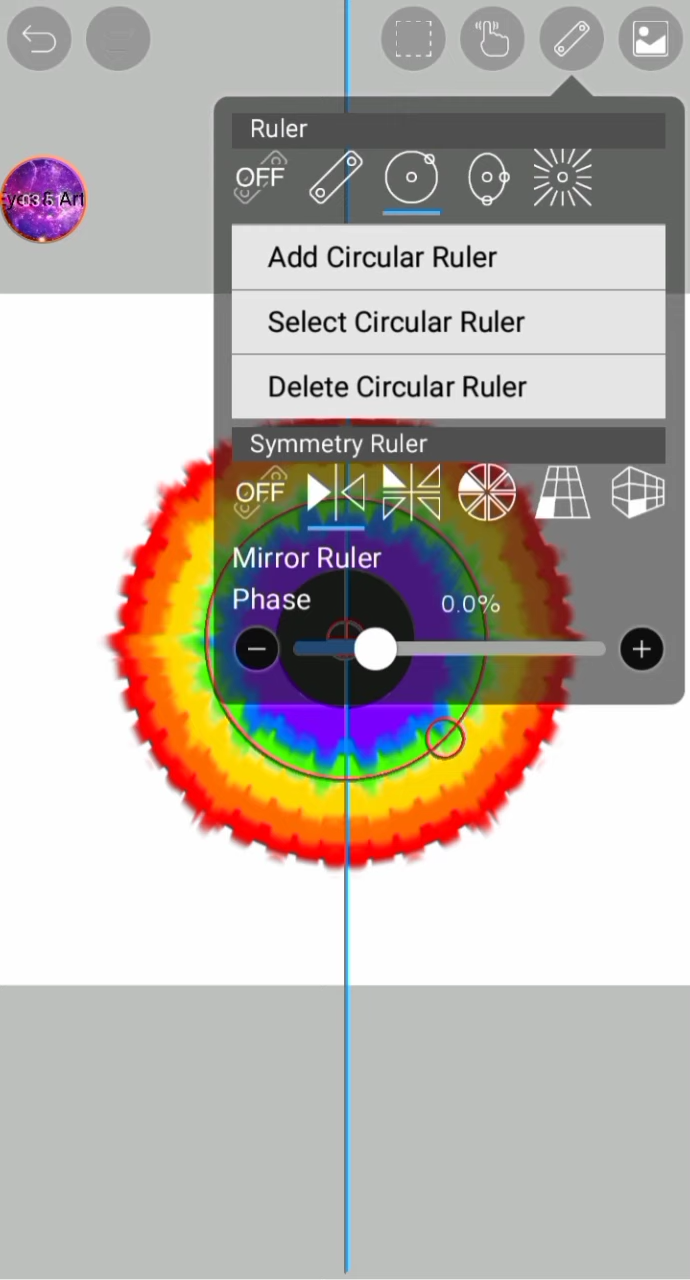 Ruler
OFF
Add Circular Ruler
Select Circular Ruler
Delete Circular Ruler
Symmetry Ruler
OFF
Mirror Ruler
Phase 0.0%